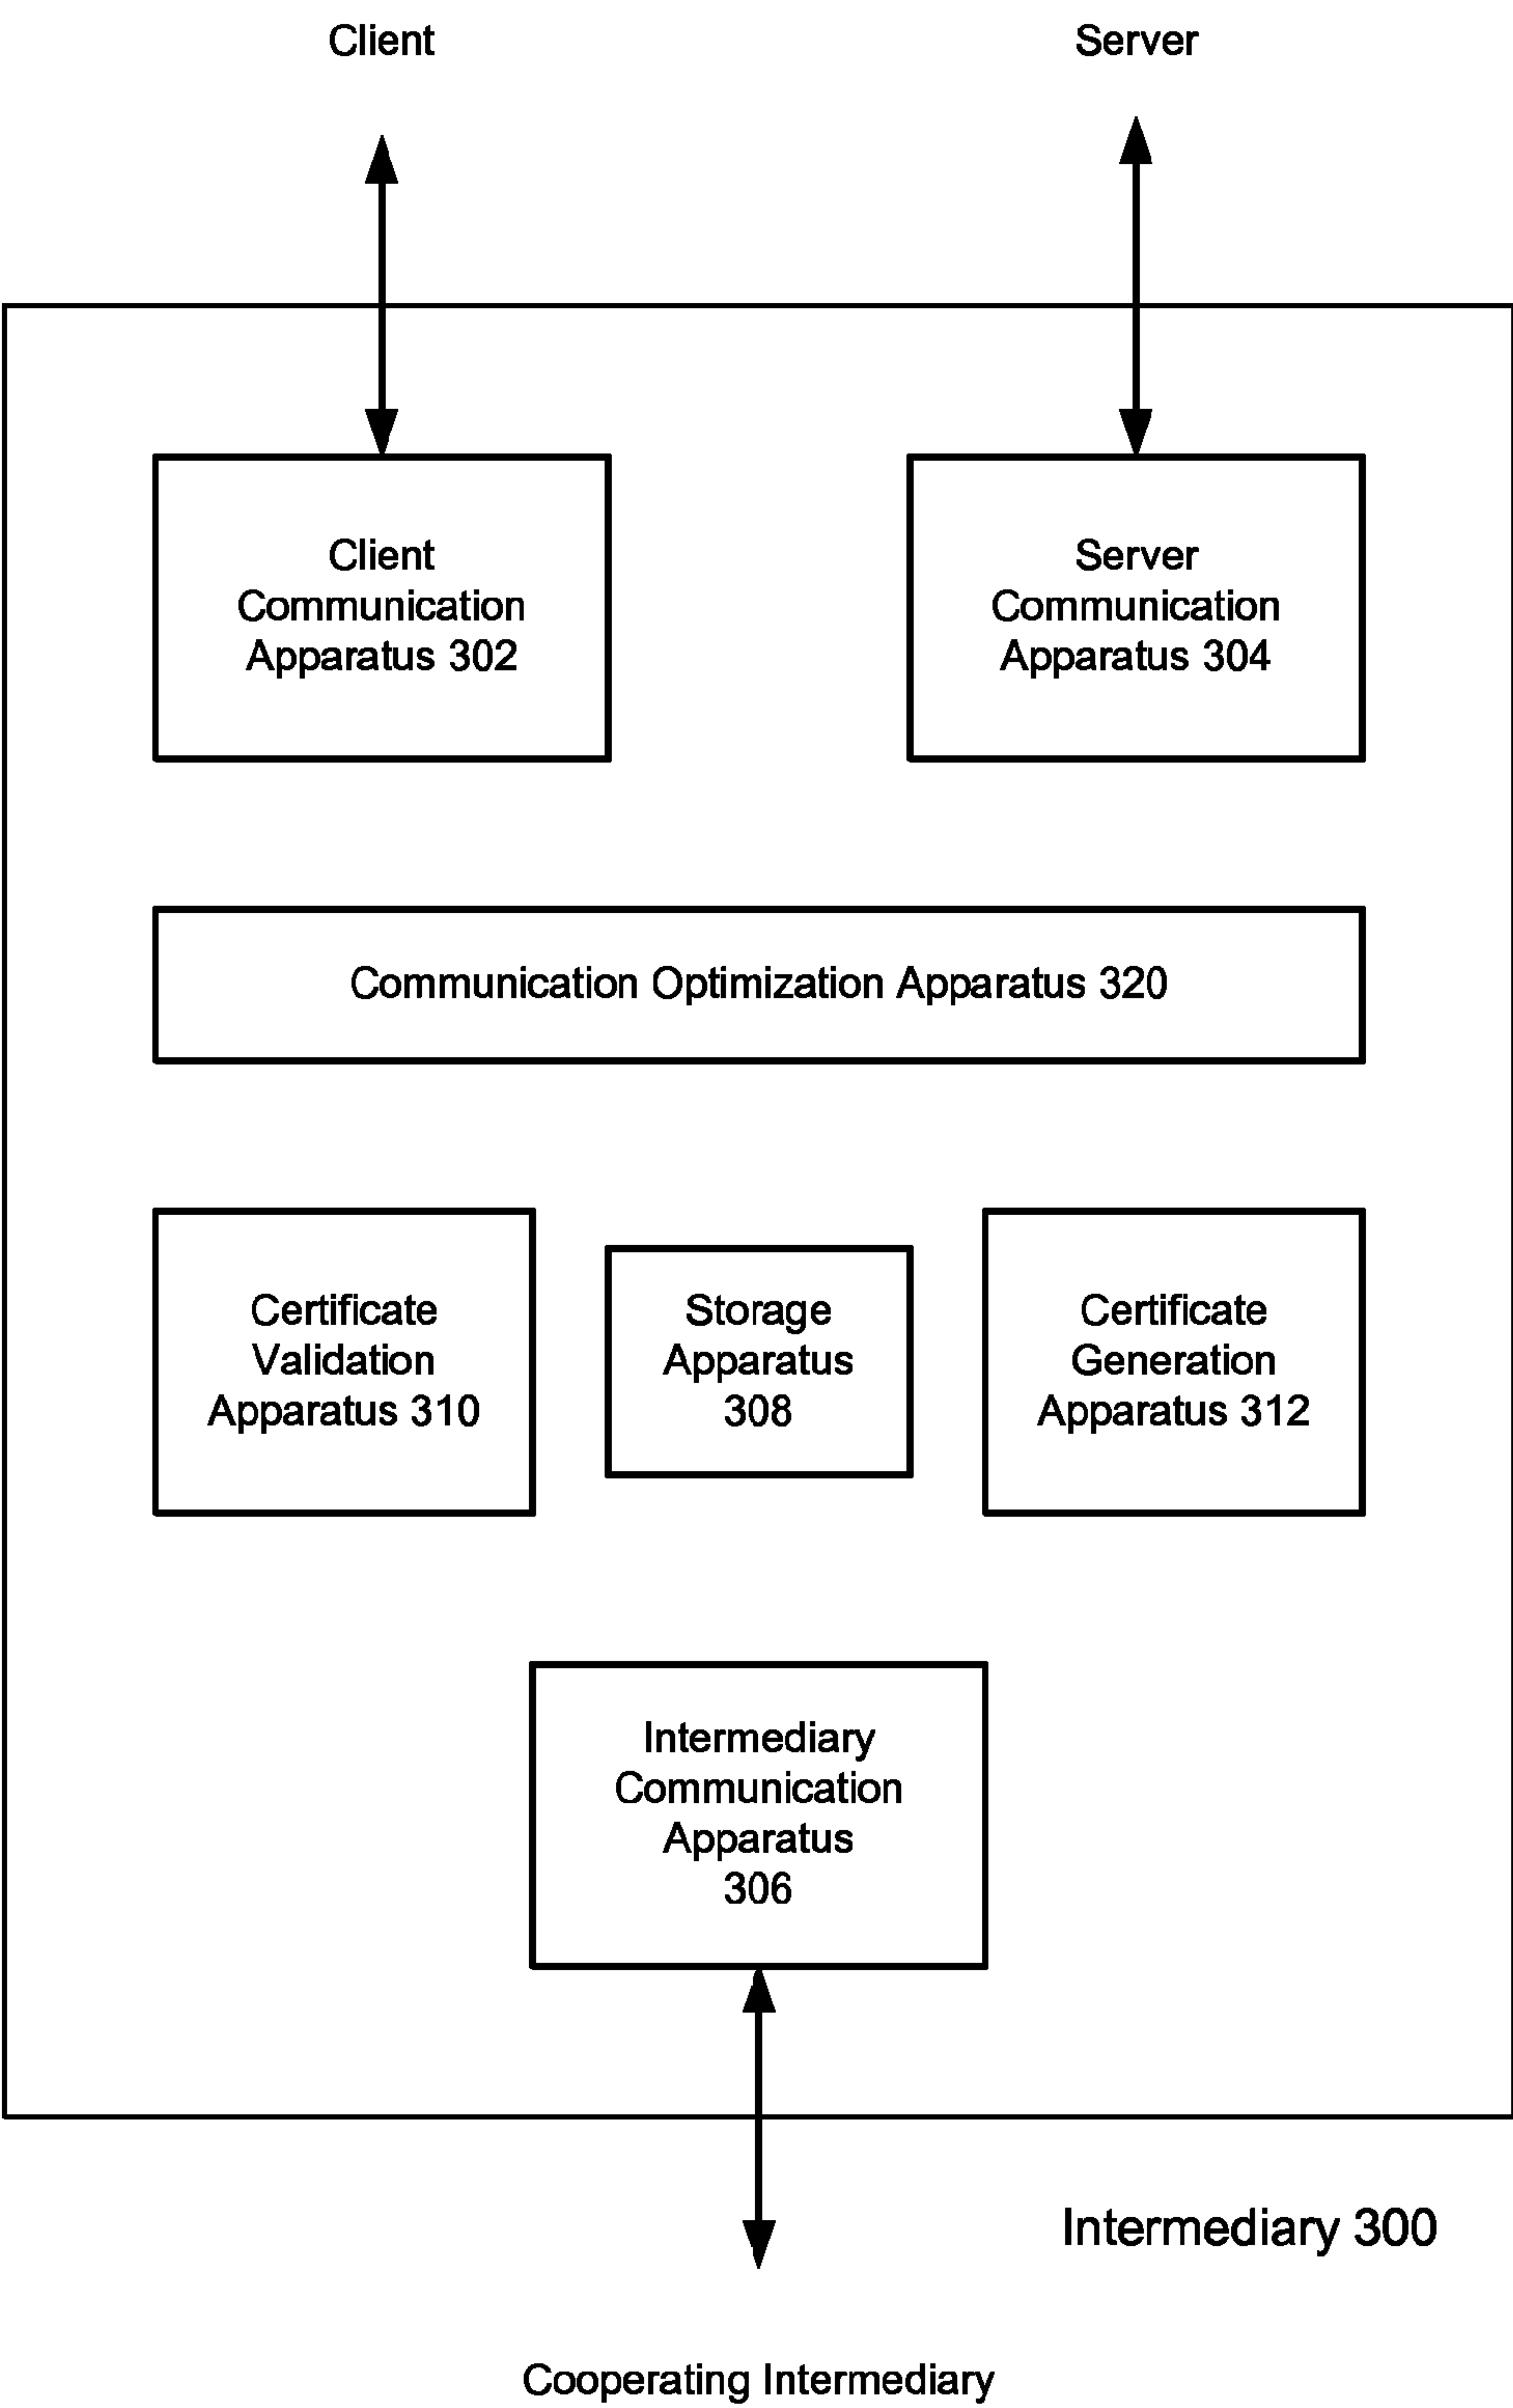 Client
Server
Client
Communication
Apparatus 302
Server
Communication
Apparatus 304
Communication Optimization Apparatus 320
Certificate
Validation
Apparatus 310
Storage
Apparatus
308
Certificate
Generation
Apparatus 312
Intermediary
Communication
Apparatus
306
Intermediary 300
Cooperating Intermediary